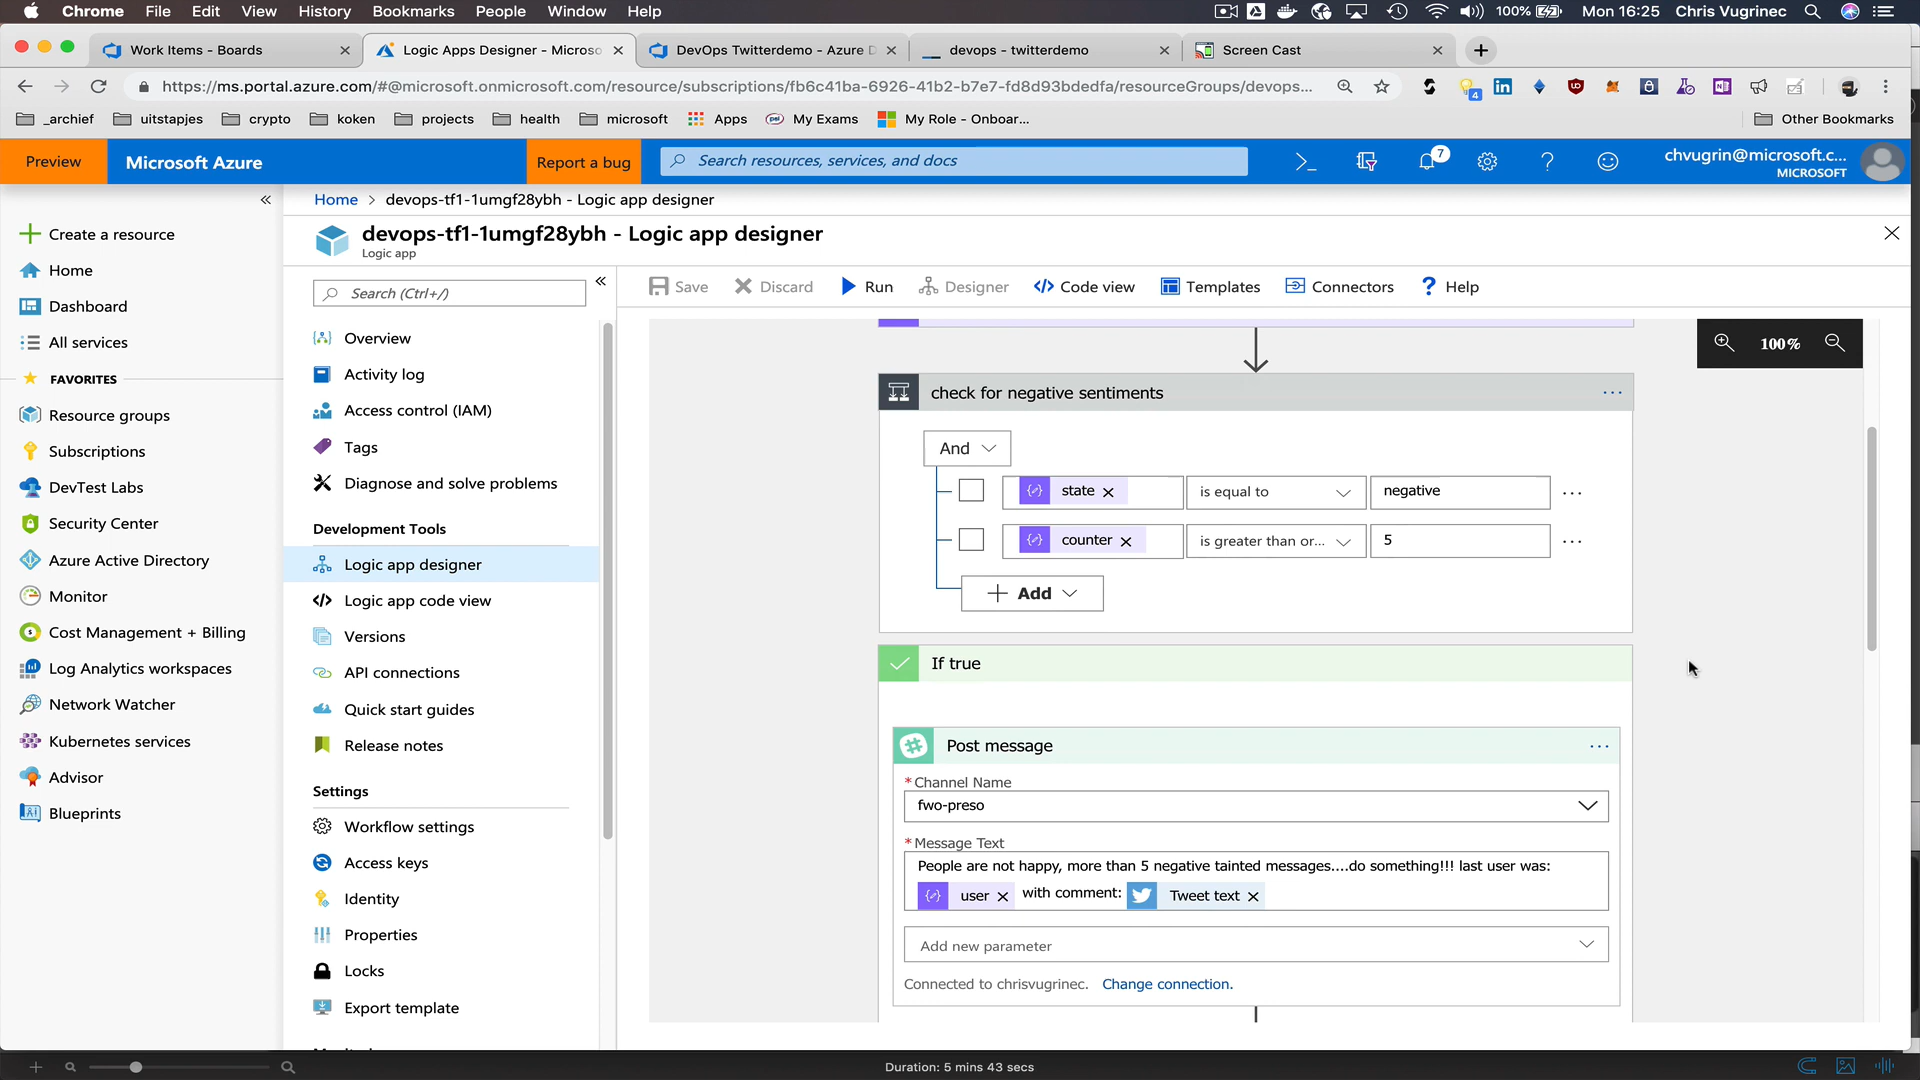 Chrome File Edit View History Bookmarks People Window Help 100% Mon 16:25 Chris Vugrinec
Work Items - Boards Logic Apps Designer - Microso DevOps Twitterdemo - Azure D devops - twitterdemo Screen Cast
https://ms.portal.azure.com/#@microsoft.onmicrosoft.com/resource/subscriptions/fb6c41ba-6926-41b2-b7e7-fd8d93bdedfa/resourceGroups/devops... 4
_archief uitstapjes crypto koken projects health microsoft Apps My Exams My Role - Onboar... Other Bookmarks
Preview Microsoft Azure Report a bug Search resources, services, and docs 7 chvugrin@microsoft.c...
MICROSOFT
Home > devops-tf1-1umgf28ybh - Logic app designer
devops-tf1-1umgf28ybh - Logic app designer
Logic app
Create a resource
Home
Dashboard
All services
FAVORITES
Resource groups
Subscriptions
DevTest Labs
Security Center
Azure Active Directory
Monitor
Cost Management + Billing
Log Analytics workspaces
Network Watcher
Kubernetes services
Advisor
Blueprints
Search (Ctrl+/)
Overview
Activity log
Access control (IAM)
Tags
Diagnose and solve problems
Development Tools
Logic app designer
Logic app code view
Versions
API connections
Quick start guides
Release notes
Settings
Workflow settings
Access keys
Identity
Properties
Locks
Export template
Save Discard Run Designer Code view Templates Connectors Help
100%
check for negative sentiments
And
state is equal to negative
counter is greater than or... 5
Add
If true
Post message
*Channel Name
fwo-preso
*Message Text
People are not happy, more than 5 negative tainted messages....do something!!! last user was:
user with comment: Tweet text
Add new parameter
Connected to chrisvugrinec. Change connection.
Duration: 5 mins 43 secs